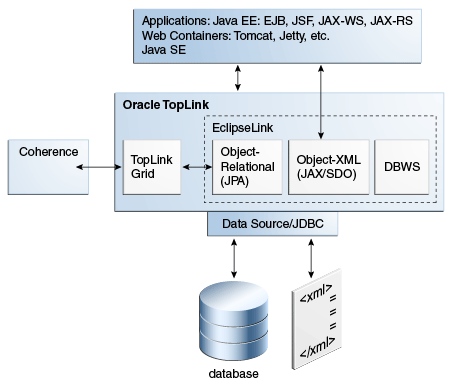 Applications: Java EE: EJB, JSF, JAX-WS, JAX-RS
Web Containers: Tomcat, Jetty, etc.
Java SE
Oracle TopLink
EclipseLink
Coherence
TopLink
Grid
Object-
Relational
(JPA)
Object-XML
(JAX/SDO)
DBWS
Data Source/JDBC
<xml>
=
=
=
</xml>
database